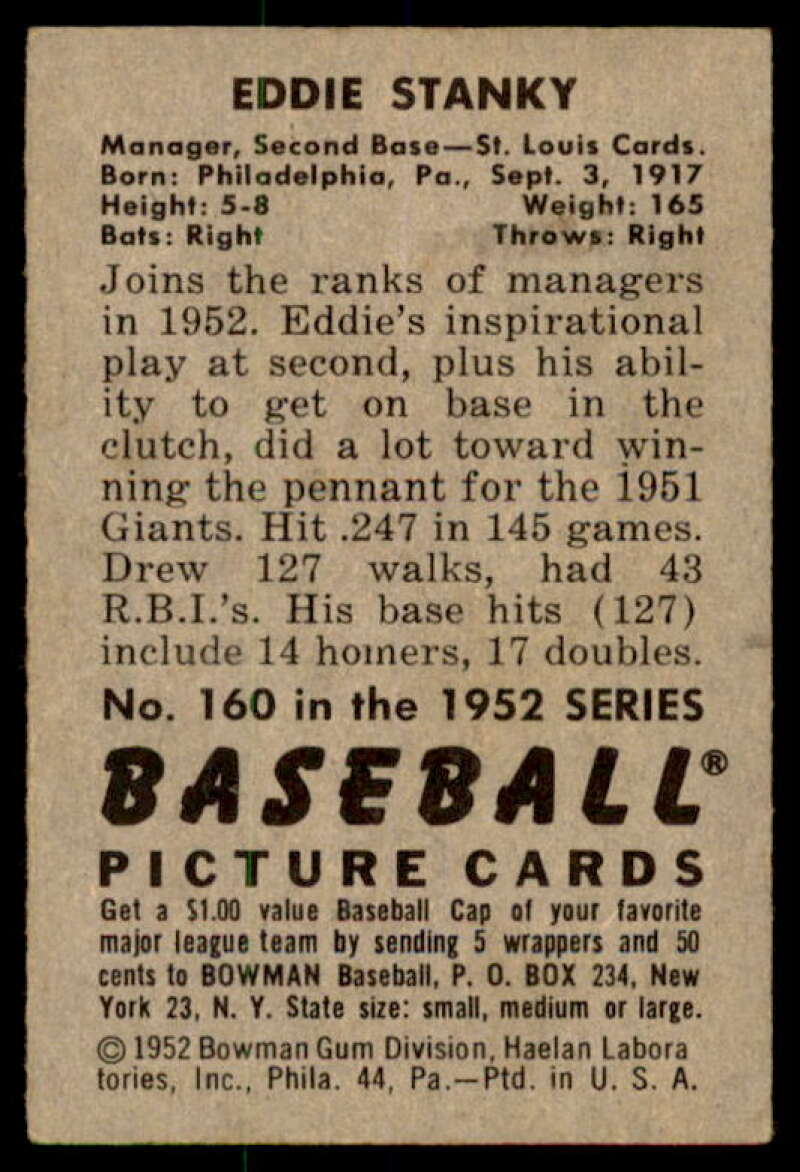 EDDIE STANKY
Manager, Second Base—St. Louis Cards.
Born: Philadelphia, Pa., Sept. 3, 1917
Height: 5-8 Weight: 165
Bats: Right Throws: Right
Joins the ranks of managers
in 1952. Eddie's inspirational
play at second, plus his abil-
ity to get on base in the
clutch, did a lot toward win-
ning the pennant for the 1951
Giants. Hit .247 in 145 games.
Drew 127 walks, had 43
R.B.I.'s. His base hits (127)
include 14 homers, 17 doubles.
No. 160 in the 1952 SERIES
BASEBALL®
PICTURE CARDS
Get a $1.00 value Baseball Cap of your favorite
major league team by sending 5 wrappers and 50
cents to BOWMAN Baseball, P. O. BOX 234, New
York 23, N. Y. State size: small, medium or large.
© 1952 Bowman Gum Division, Haelan Labora
tories, Inc., Phila. 44, Pa.—Ptd. in U. S. A.